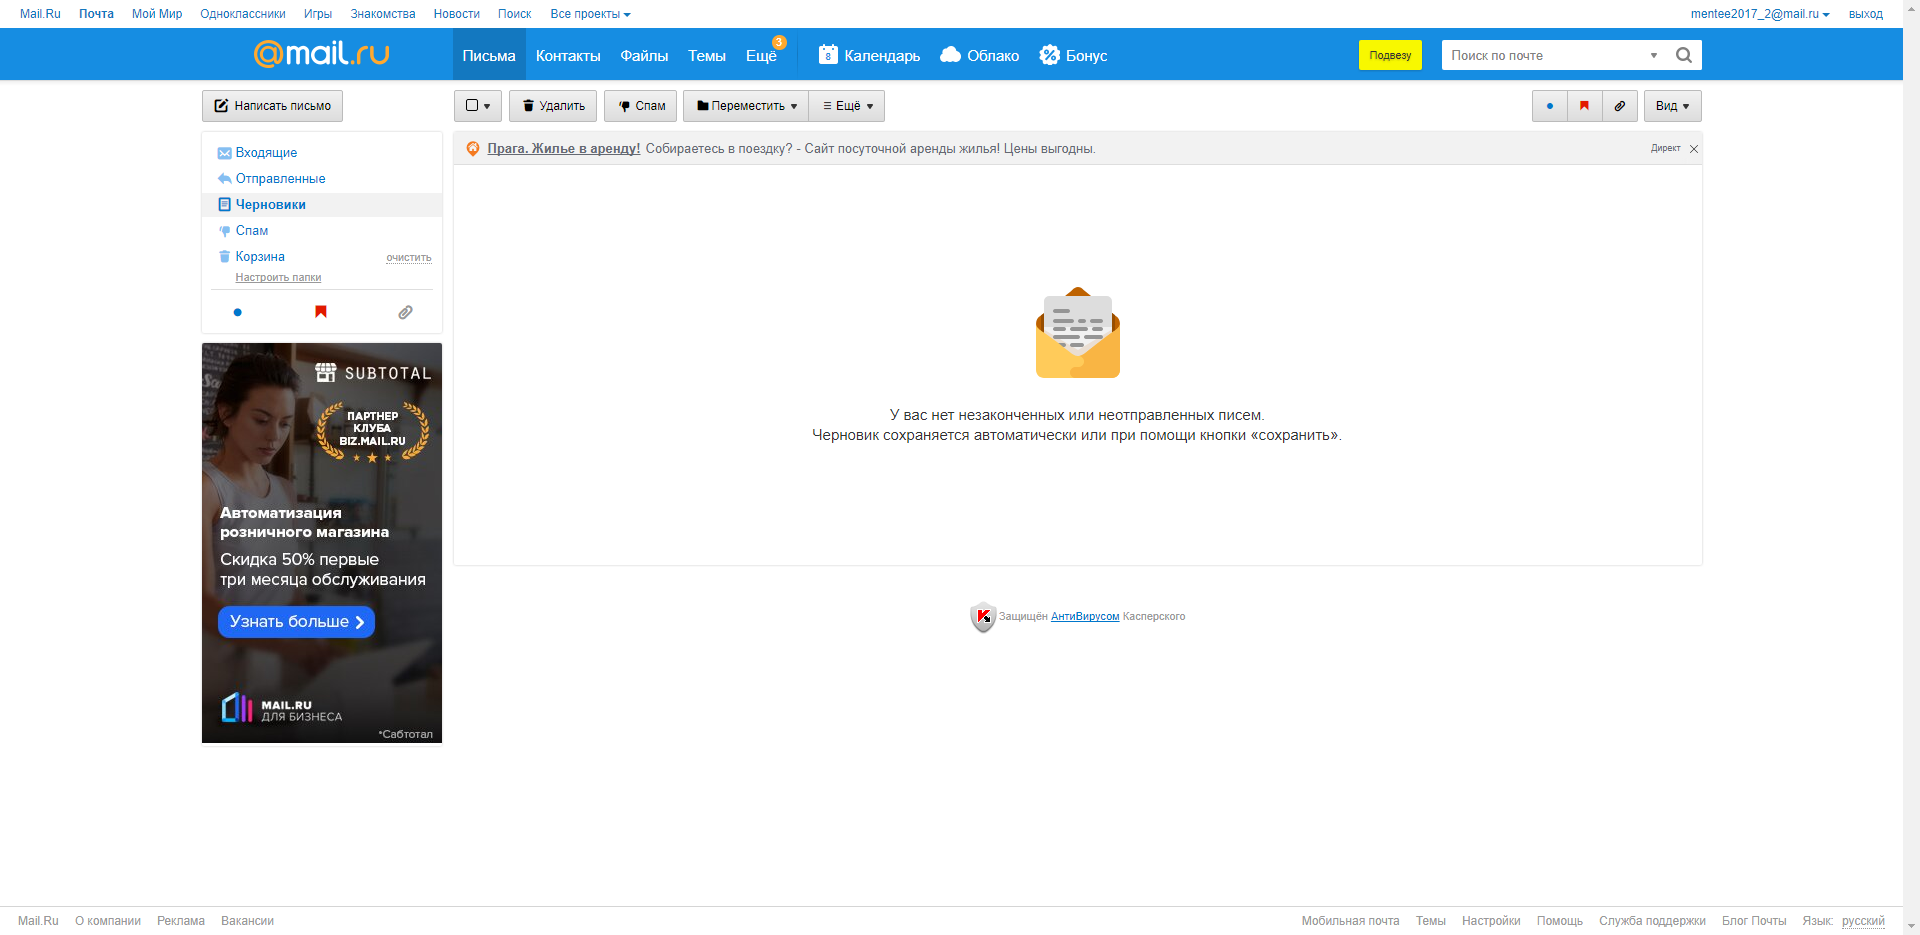 Mail.Ru Почта Мой Мир Одноклассники Игры Знакомства Новости Поиск Все проекты
mentee2017_2@mail.ru выход
@mail.ru Письма Контакты Файлы Темы Ещё 3 8 Календарь Облако Бонус Подвезу Поиск по почте
Написать письмо Удалить Спам Переместить Ещё Вид
Прага. Жилье в аренду! Собираетесь в поездку? - Сайт посуточной аренды жилья! Цены выгодны. Директ
Входящие
Отправленные
Черновики
Спам
Корзина очистить
Настроить папки
SUBTOTAL
ПАРТНЕР
КЛУБА
BIZ.MAIL.RU
Автоматизация
розничного магазина
Скидка 50% первые
три месяца обслуживания
Узнать больше
MAIL.RU
ДЛЯ БИЗНЕСА
*Сабтотал
У вас нет незаконченных или неотправленных писем.
Черновик сохраняется автоматически или при помощи кнопки «сохранить».
Защищён АнтиВирусом Касперского
Mail.Ru О компании Реклама Вакансии
Мобильная почта Темы Настройки Помощь Служба поддержки Блог Почты Язык: русский